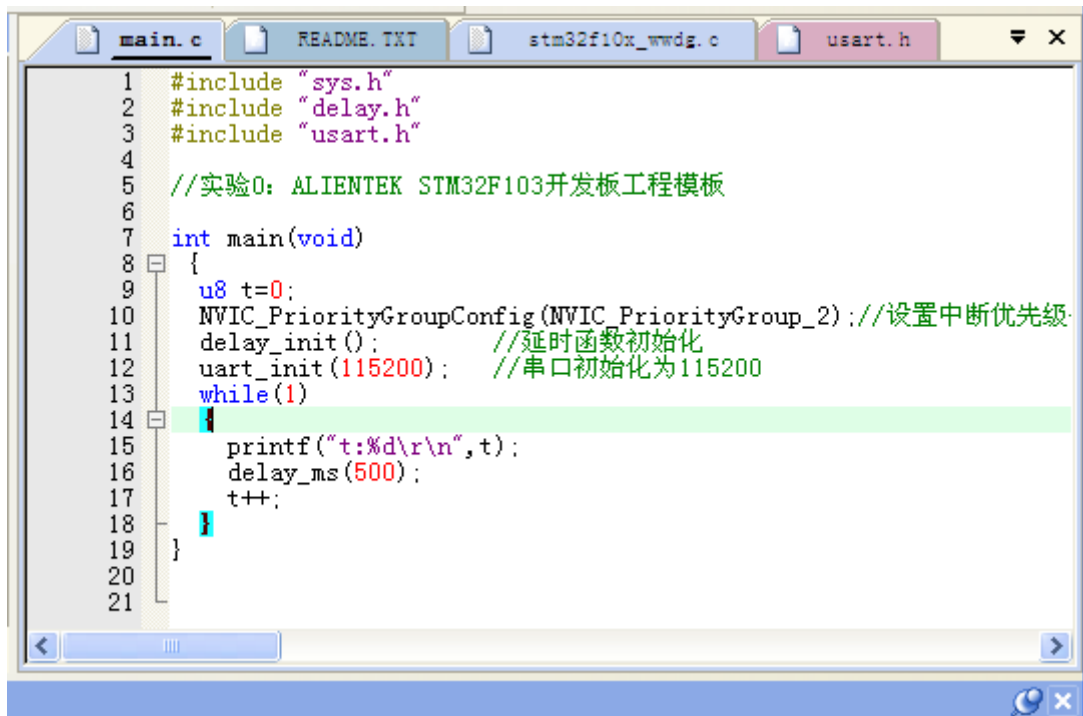 main.c README.TXT stm32f10x_wwdg.c usart.h
1 #include "sys.h"
2 #include "delay.h"
3 #include "usart.h"
4
5 //实验0：ALIENTEK STM32F103开发板工程模板
6
7 int main(void)
8 {
9 u8 t=0;
10 NVIC_PriorityGroupConfig(NVIC_PriorityGroup_2);//设置中断优先级
11 delay_init(); //延时函数初始化
12 uart_init(115200); //串口初始化为115200
13 while(1)
14 {
15 printf("t:%d\r\n",t);
16 delay_ms(500);
17 t++;
18 }
19 }
20
21